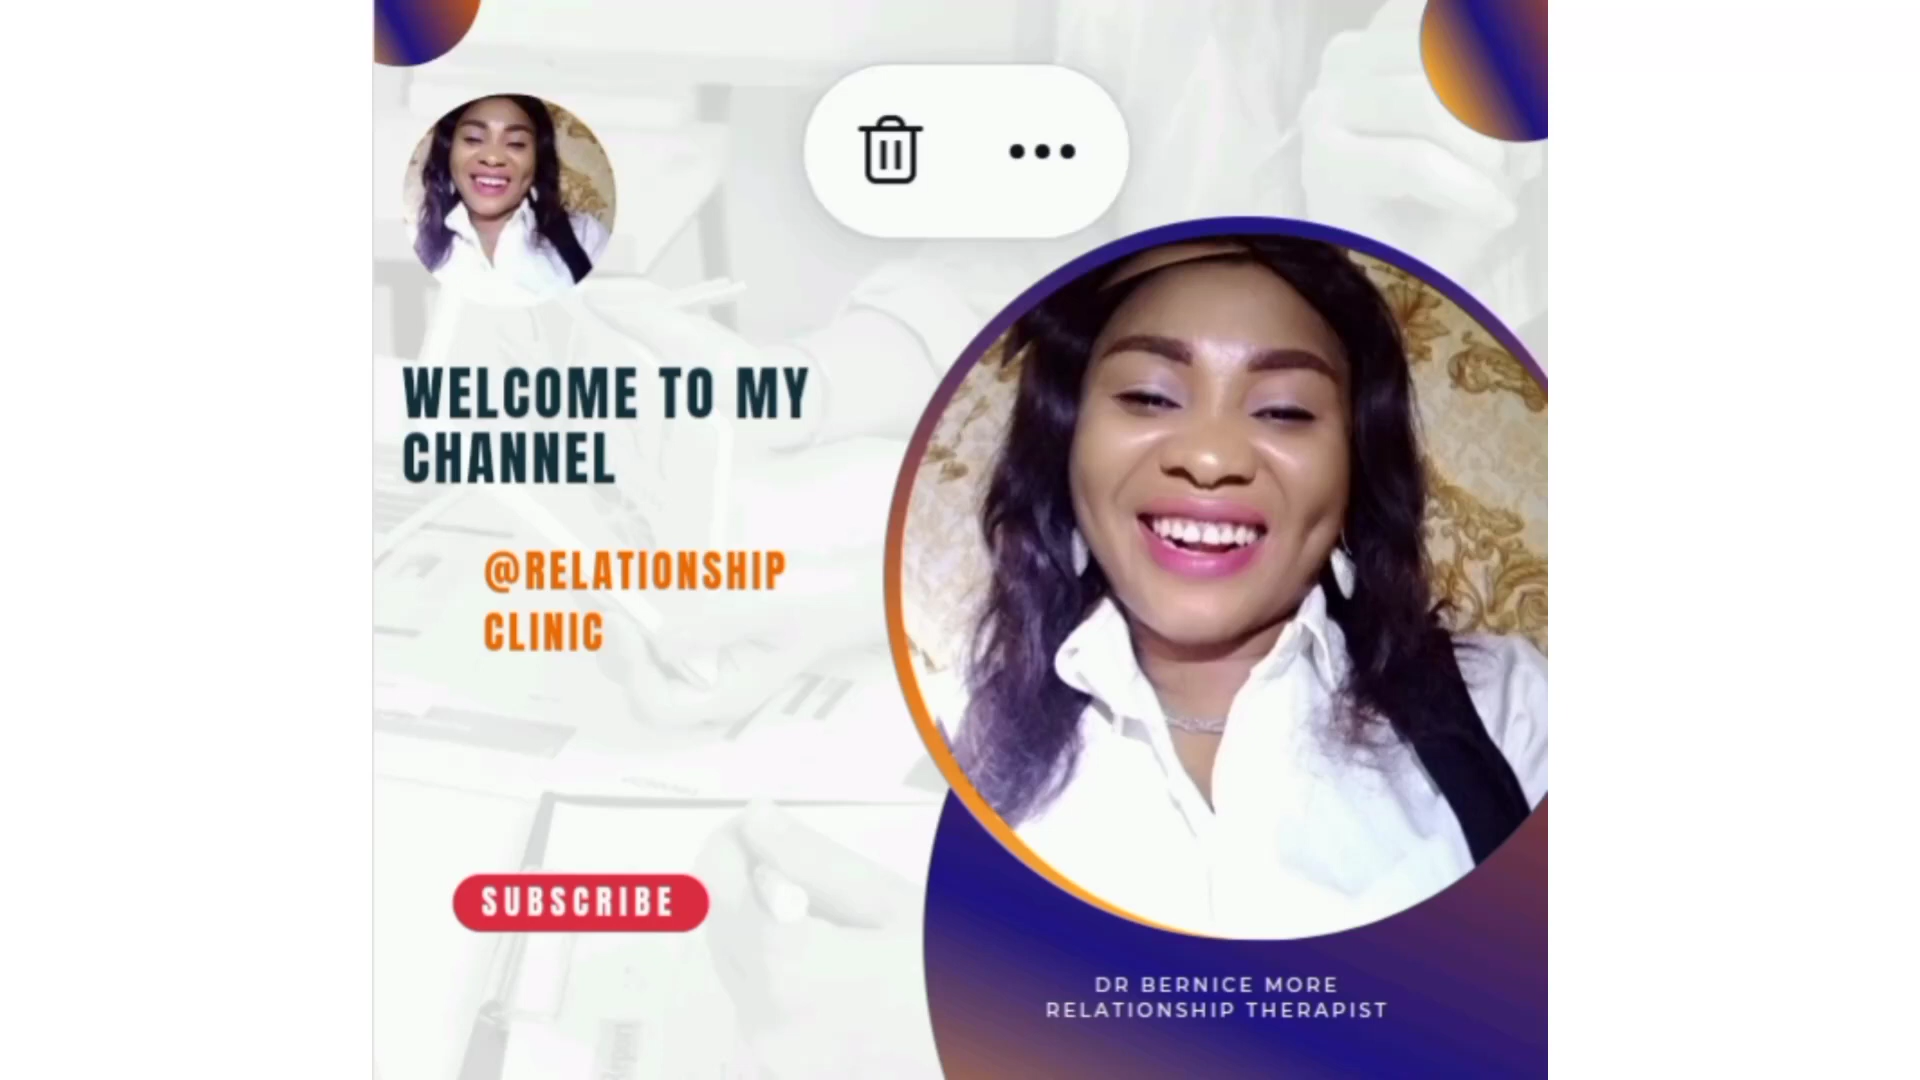 WELCOME TO MY
CHANNEL
@RELATIONSHIP
CLINIC
SUBSCRIBE
DR BERNICE MORE
RELATIONSHIP THERAPIST